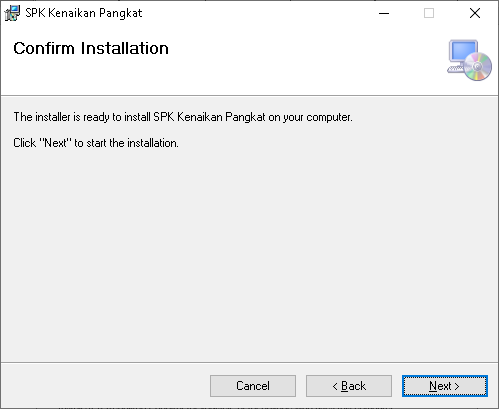 SPK Kenaikan Pangkat
Confirm Installation
The installer is ready to install SPK Kenaikan Pangkat on your computer.
Click "Next" to start the installation.
Cancel
< Back
Next >